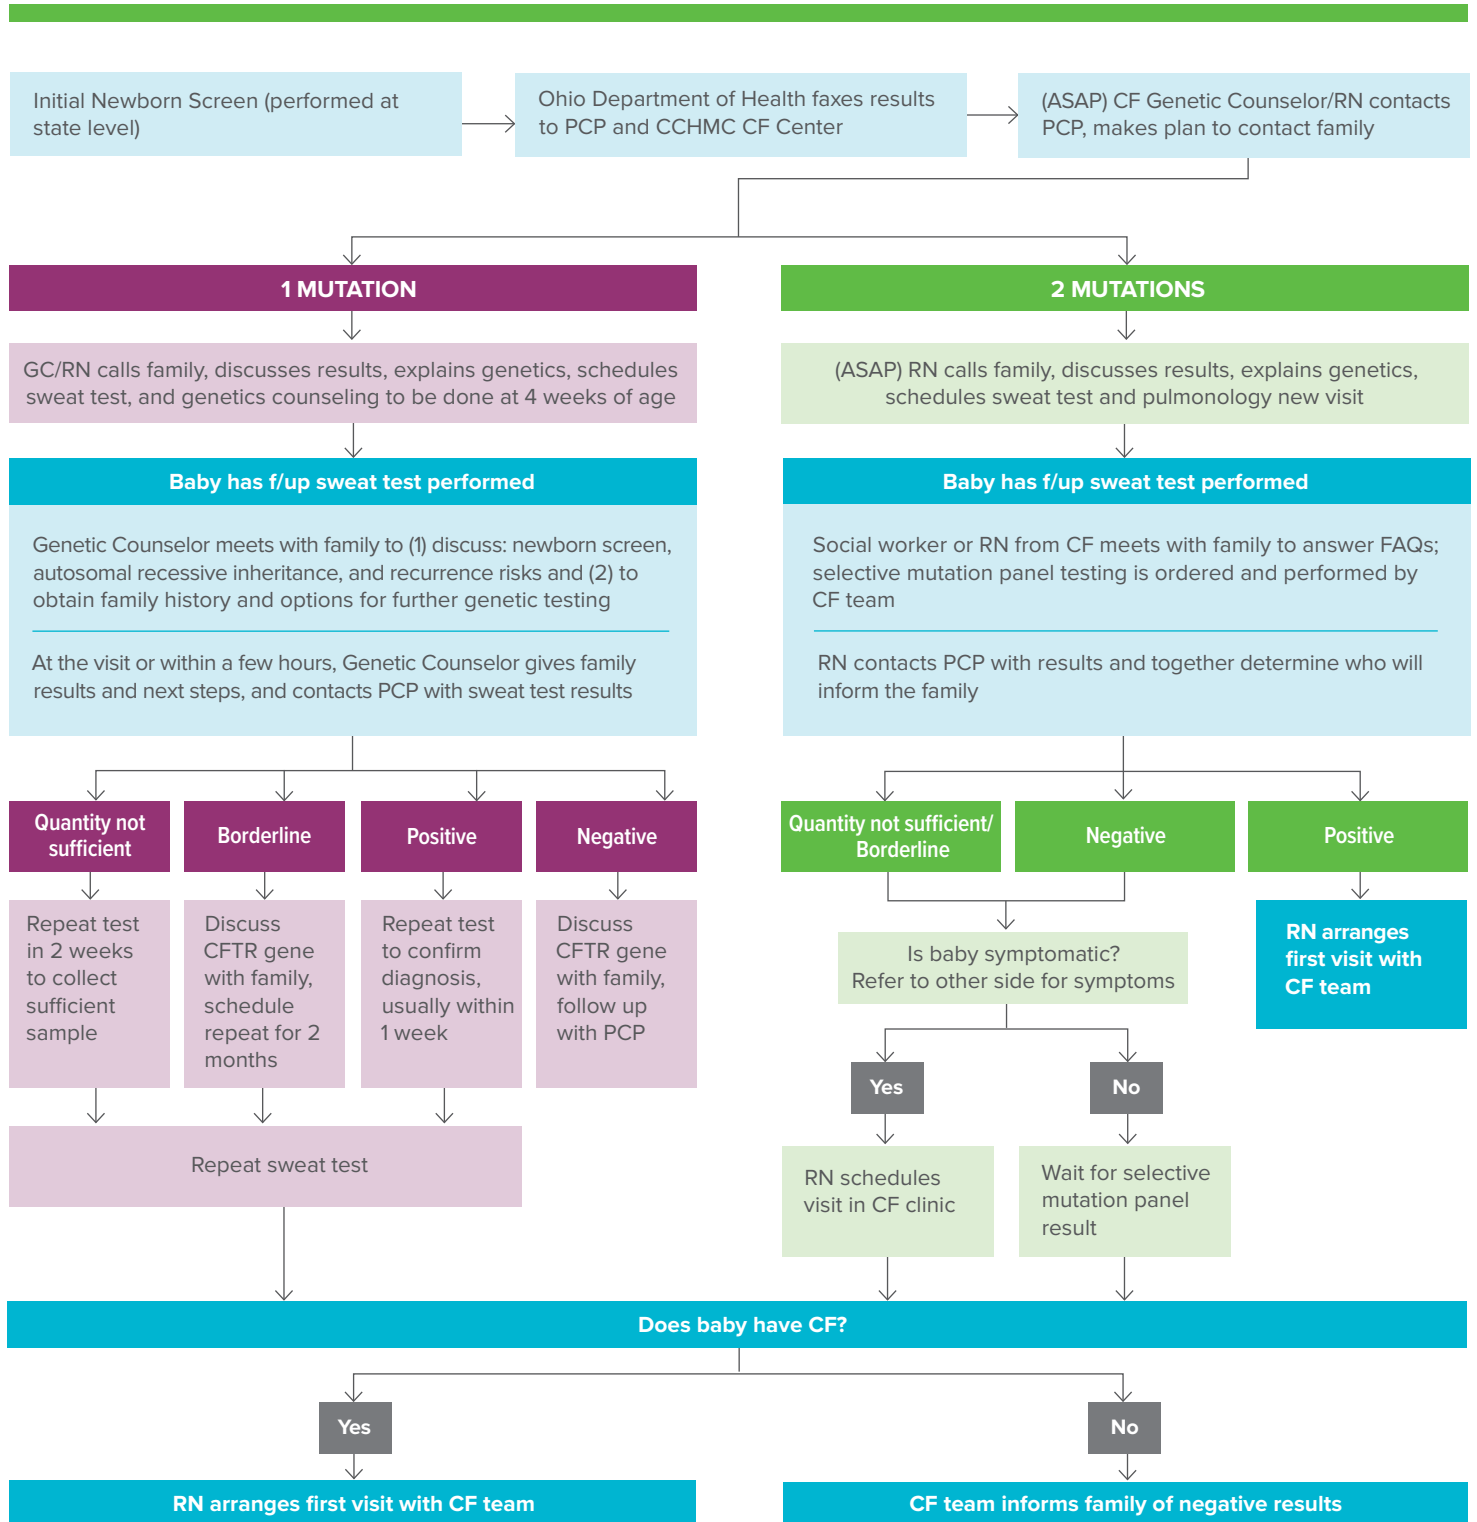 Initial Newborn Screen (performed at
state level)
Ohio Department of Health faxes results
to PCP and CCHMC CF Center
(ASAP) CF Genetic Counselor/RN contacts
PCP, makes plan to contact family
1 MUTATION
GC/RN calls family, discusses results, explains genetics, schedules
sweat test, and genetics counseling to be done at 4 weeks of age
Baby has f/up sweat test performed
Genetic Counselor meets with family to (1) discuss: newborn screen,
autosomal recessive inheritance, and recurrence risks and (2) to
obtain family history and options for further genetic testing
At the visit or within a few hours, Genetic Counselor gives family
results and next steps, and contacts PCP with sweat test results
2 MUTATIONS
(ASAP) RN calls family, discusses results, explains genetics,
schedules sweat test and pulmonology new visit
Baby has f/up sweat test performed
Social worker or RN from CF meets with family to answer FAQs;
selective mutation panel testing is ordered and performed by
CF team
RN contacts PCP with results and together determine who will
inform the family
Quantity not
sufficient
Repeat test
in 2 weeks
to collect
sufficient
sample
Borderline
Discuss
CFTR gene
with family,
schedule
repeat for 2
months
Positive
Repeat test
to confirm
diagnosis,
usually within
1 week
Negative
Discuss
CFTR gene
with family,
follow up
with PCP
Repeat sweat test
Quantity not sufficient/
Borderline
Negative
Positive
Is baby symptomatic?
Refer to other side for symptoms
RN arranges
first visit with
CF team
Yes
No
RN schedules
visit in CF clinic
Wait for selective
mutation panel
result
Does baby have CF?
Yes
No
RN arranges first visit with CF team
CF team informs family of negative results